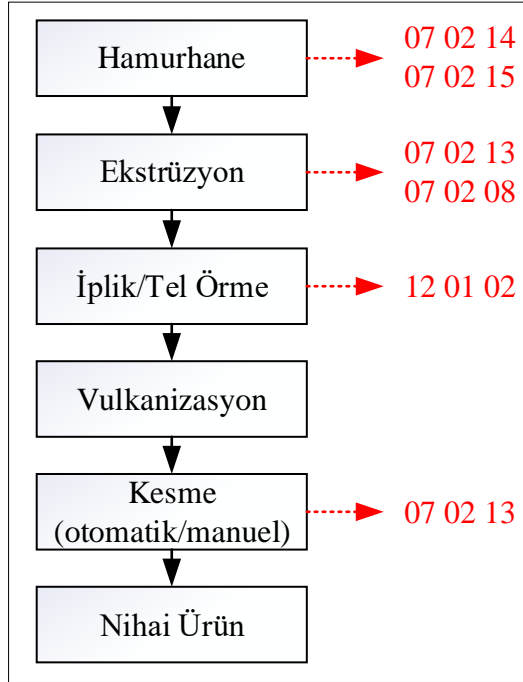 Hamurhane
07 02 14
07 02 15
Ekstrüzyon
07 02 13
07 02 08
İplik/Tel Örme
12 01 02
Vulkanizasyon
Kesme
(otomatik/manuel)
07 02 13
Nihai Ürün